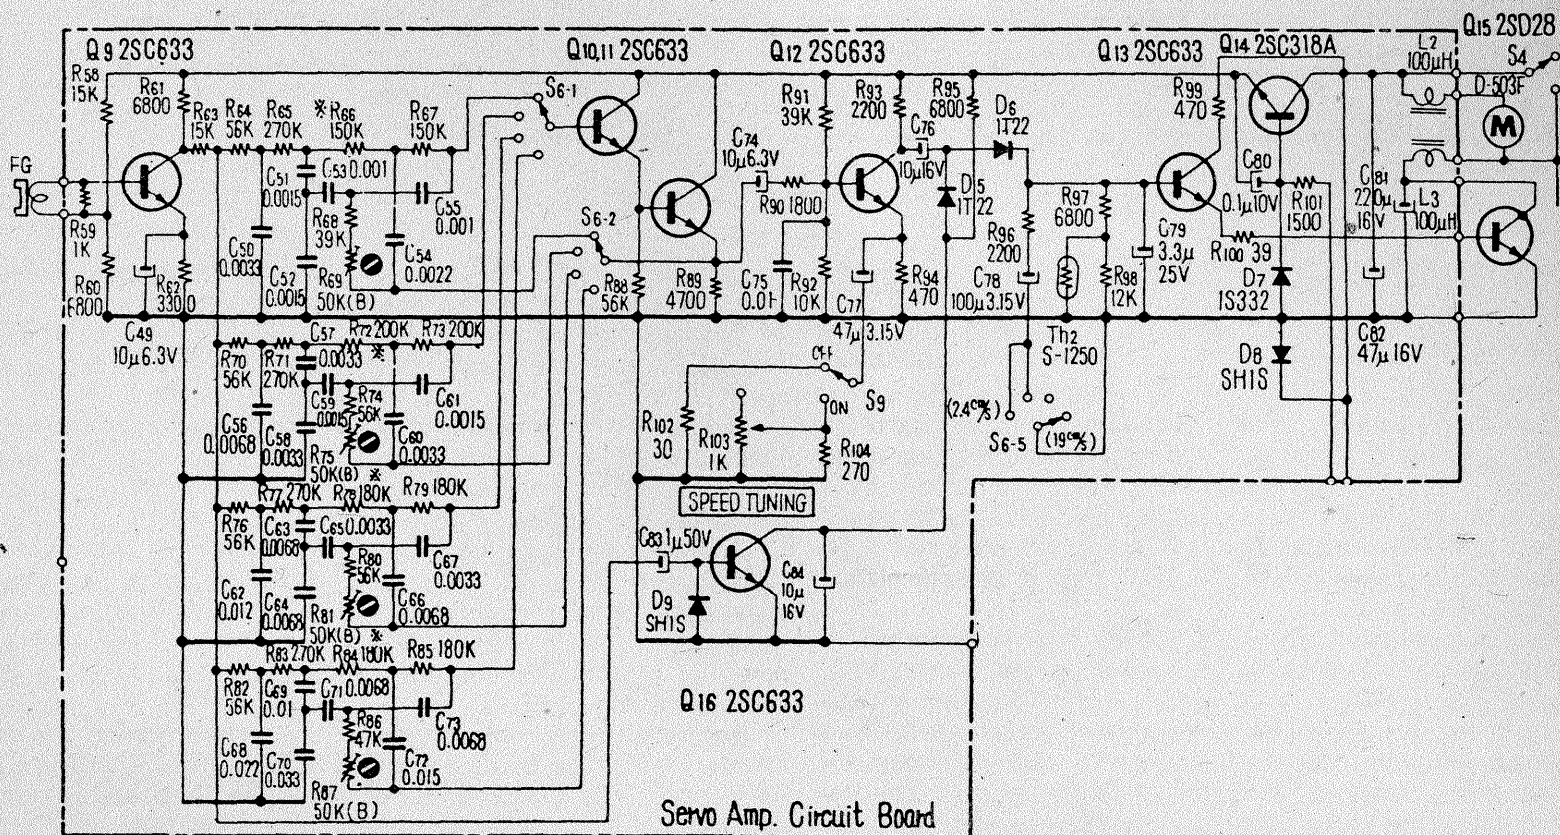 Q9 2SC633
Q10,11 2SC633
Q12 2SC633
Q13 2SC633
Q14 2SC318A
Q15 2SD28
L2
100μH
S4
D-503F
M
R58
15K
R61
6800
R63
15K
R64
56K
R65
270K
※ R66
150K
R67
150K
S6-1
R91
39K
R93
2200
R95
6800
D6
1T22
R99
470
FG
C51
0.0015
C53 0.001
C55
0.001
C74
10μ6.3V
C76
10μ16V
D5
1T22
R90 1800
R97
6800
C80
0.1μ10V
R101
1500
C81
220μ
16V
L3
100μH
R59
1K
R68
39K
S6-2
R96
2200
C79
3.3μ
25V
R100 39
R60
6800
R62
3300
C50
0.0033
C52
0.0015
R69
50K(B)
C54
0.0022
R88
56K
R89
4700
C75
0.01
R92
10K
C77
47μ3.15V
R94
470
C78
100μ3.15V
R98
12K
D7
1S332
C49
10μ6.3V
Th2
S-1250
C82
47μ16V
D8
SH1S
R70
56K
R71
270K
C57
0.0033
R72 200K
※
R73 200K
C59
0.0015
R74
56K
C61
0.0015
C56
0.0068
C58
0.0033
R75
50K(B) ※
C60
0.0033
OFF
S9
ON
R102
30
R103
1K
R104
270
SPEED TUNING
(2.4cm/s)
S6-5
(19cm/s)
R76
56K
R77 270K
R78 180K
R79 180K
C63
0.0068
C65 0.0033
R80
56K
C67
0.0033
C62
0.012
C64
0.0068
R81
50K(B) ※
C66
0.0068
C83 1μ50V
D9
SH1S
C84
10μ
16V
Q16 2SC633
R82
56K
R83 270K
R84 180K
R85 180K
C69
0.01
C71 0.0068
R86
47K
C73
0.0068
C68
0.022
C70
0.033
R87
50K(B)
C72
0.015
Servo Amp. Circuit Board